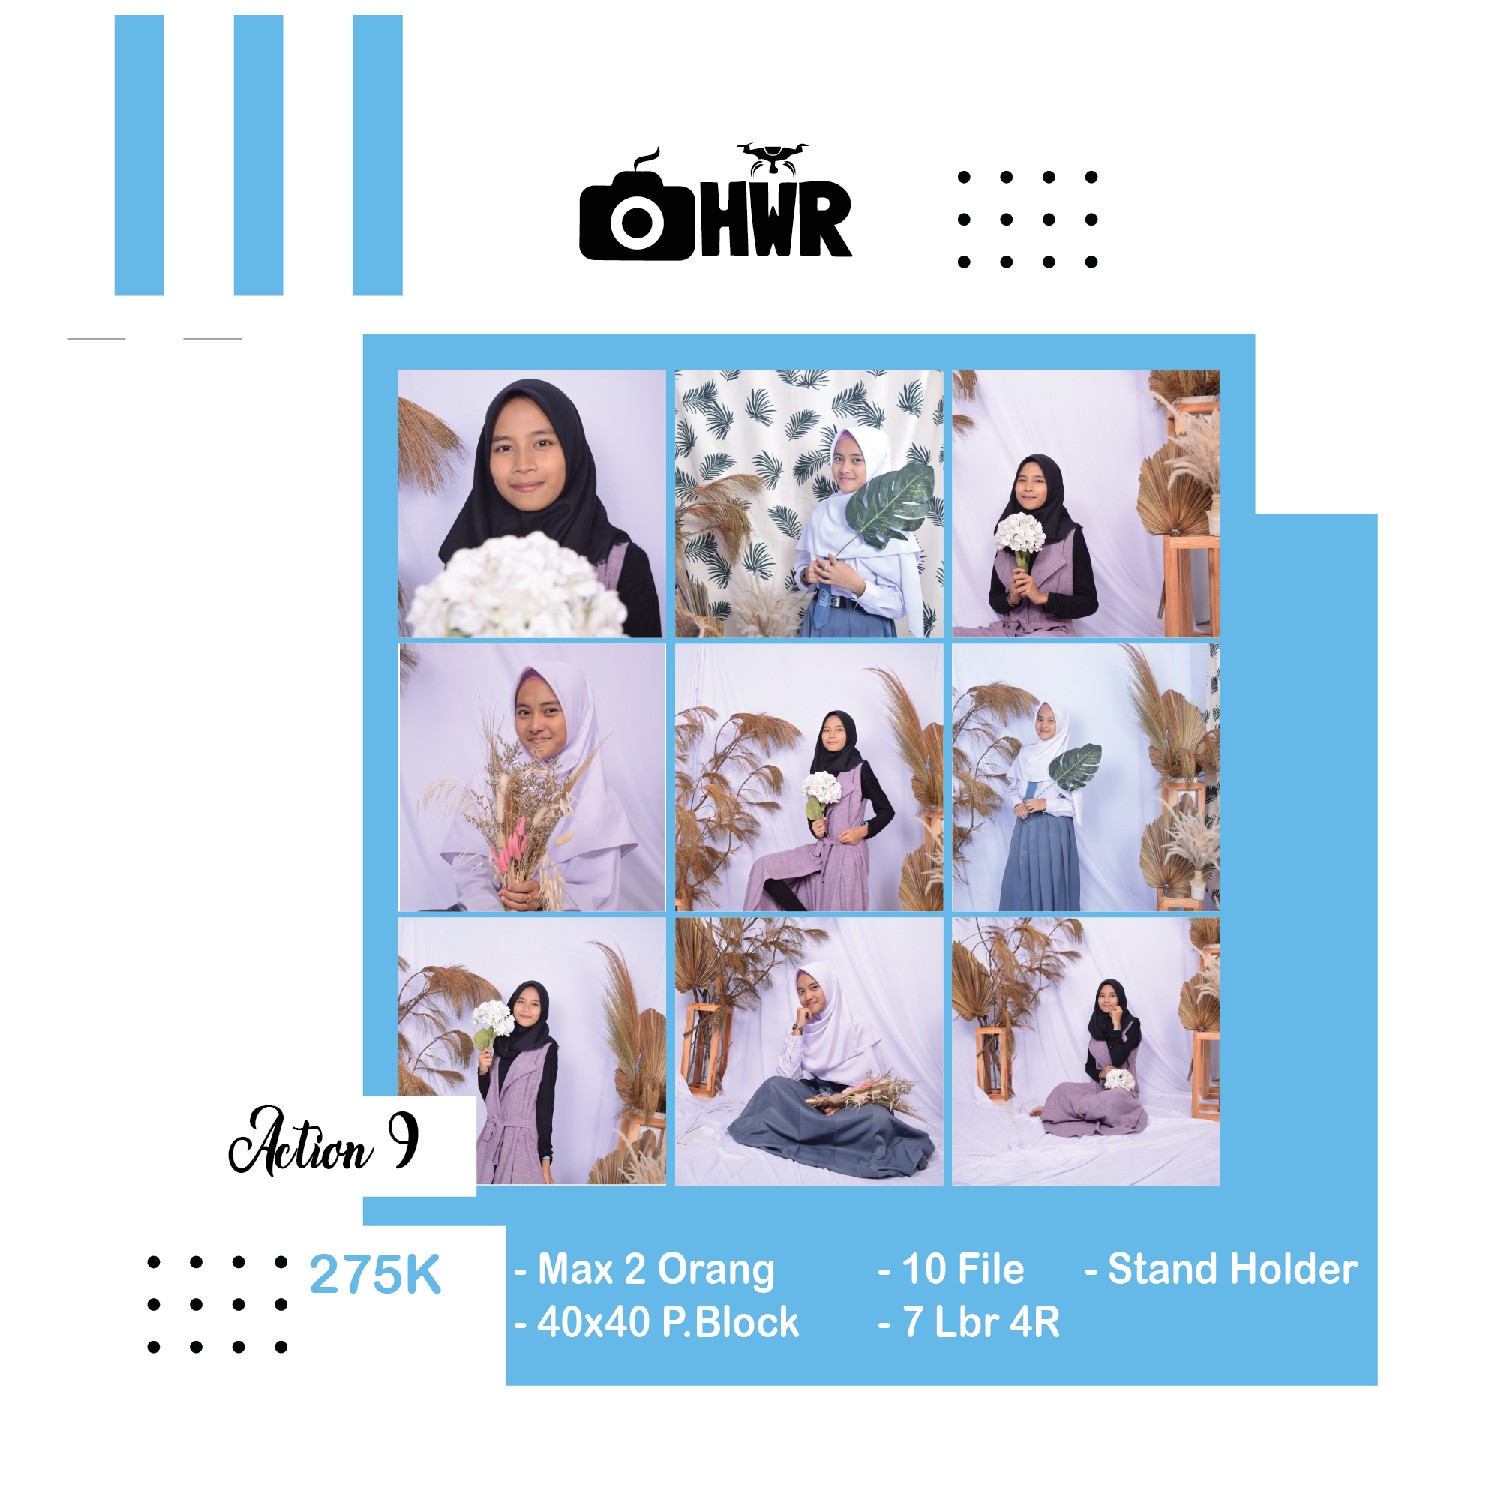 HWR
Action 9
275K
- Max 2 Orang
- 40x40 P.Block
- 10 File
- 7 Lbr 4R
- Stand Holder